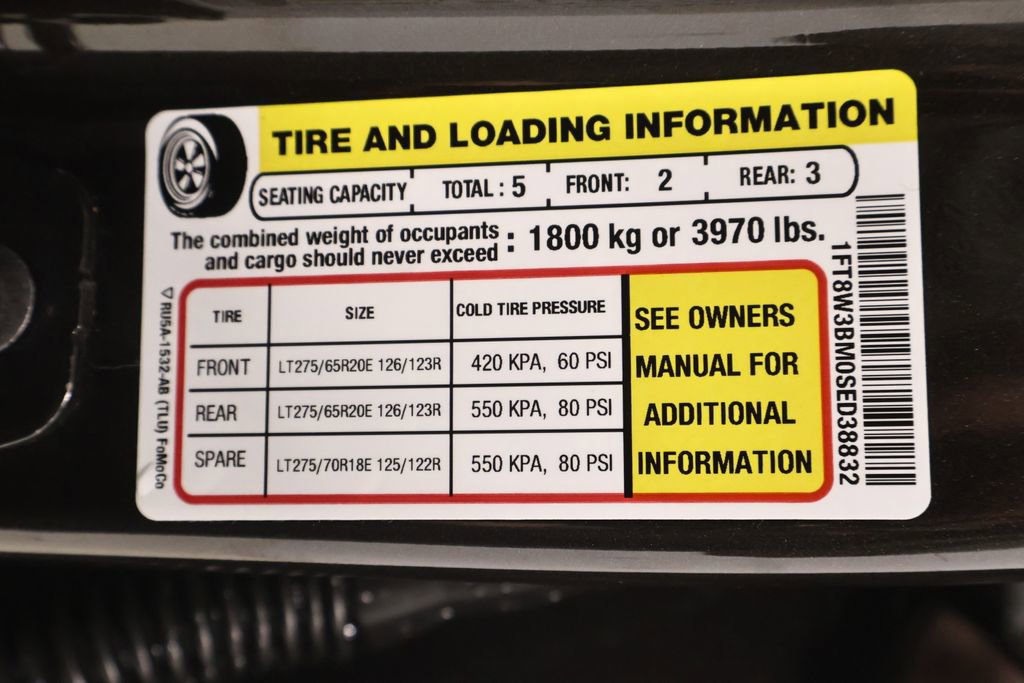 TIRE AND LOADING INFORMATION
SEATING CAPACITY TOTAL : 5 FRONT: 2 REAR: 3
The combined weight of occupants
and cargo should never exceed : 1800 kg or 3970 lbs.
TIRE SIZE COLD TIRE PRESSURE
FRONT LT275/65R20E 126/123R 420 KPA, 60 PSI
REAR LT275/65R20E 126/123R 550 KPA, 80 PSI
SPARE LT275/70R18E 125/122R 550 KPA, 80 PSI
SEE OWNERS
MANUAL FOR
ADDITIONAL
INFORMATION
1FT8W3BM0SED38832
▽ RU5A-1532-AB (TLU) FoMoCo